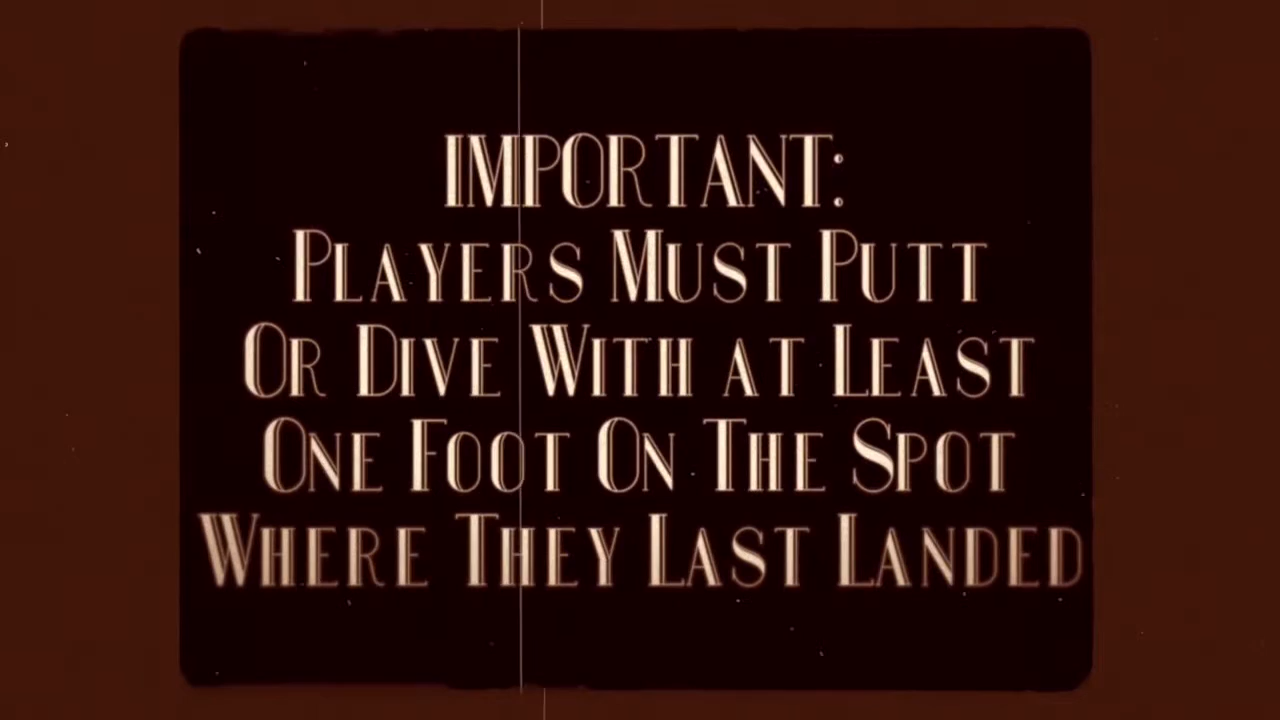 IMPORTANT:
PLAYERS MUST PUTT
OR DIVE WITH AT LEAST
ONE FOOT ON THE SPOT
WHERE THEY LAST LANDED